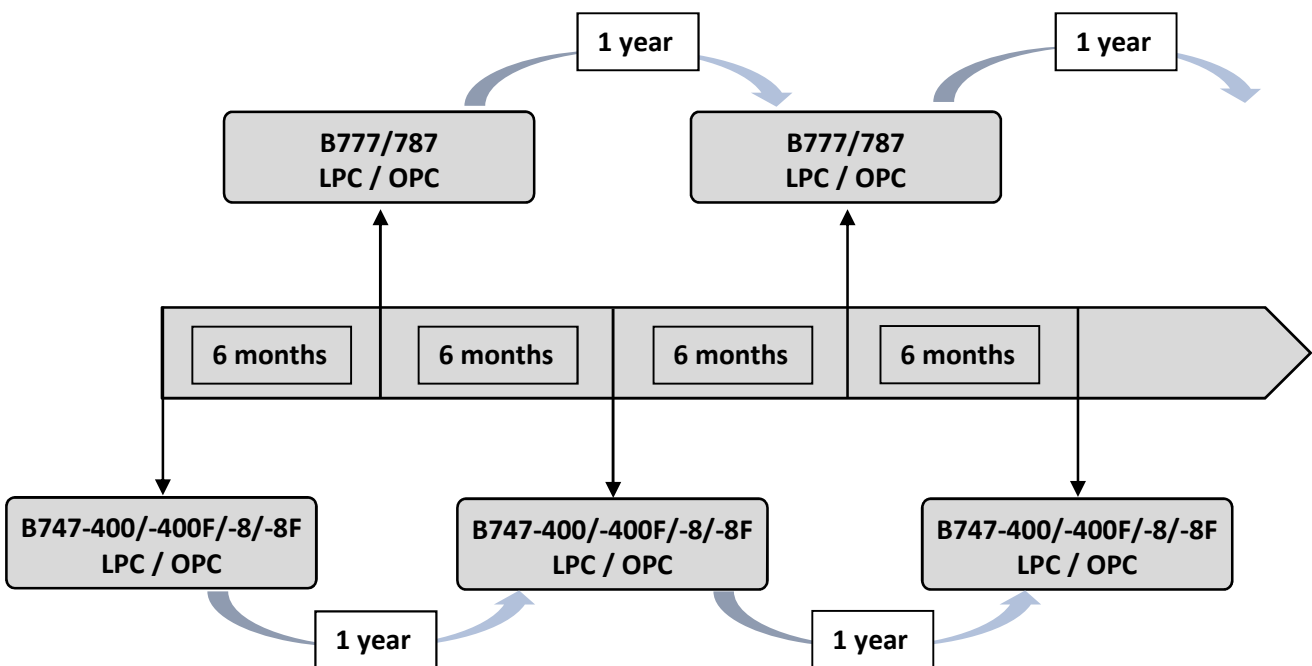 1 year
1 year
B777/787
LPC / OPC
B777/787
LPC / OPC
6 months
6 months
6 months
6 months
B747-400/-400F/-8/-8F
LPC / OPC
B747-400/-400F/-8/-8F
LPC / OPC
B747-400/-400F/-8/-8F
LPC / OPC
1 year
1 year